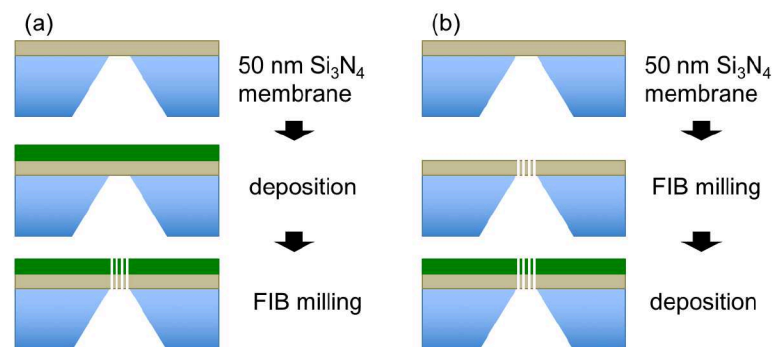 (a)
50 nm Si₃N₄
membrane
deposition
FIB milling
(b)
50 nm Si₃N₄
membrane
FIB milling
deposition